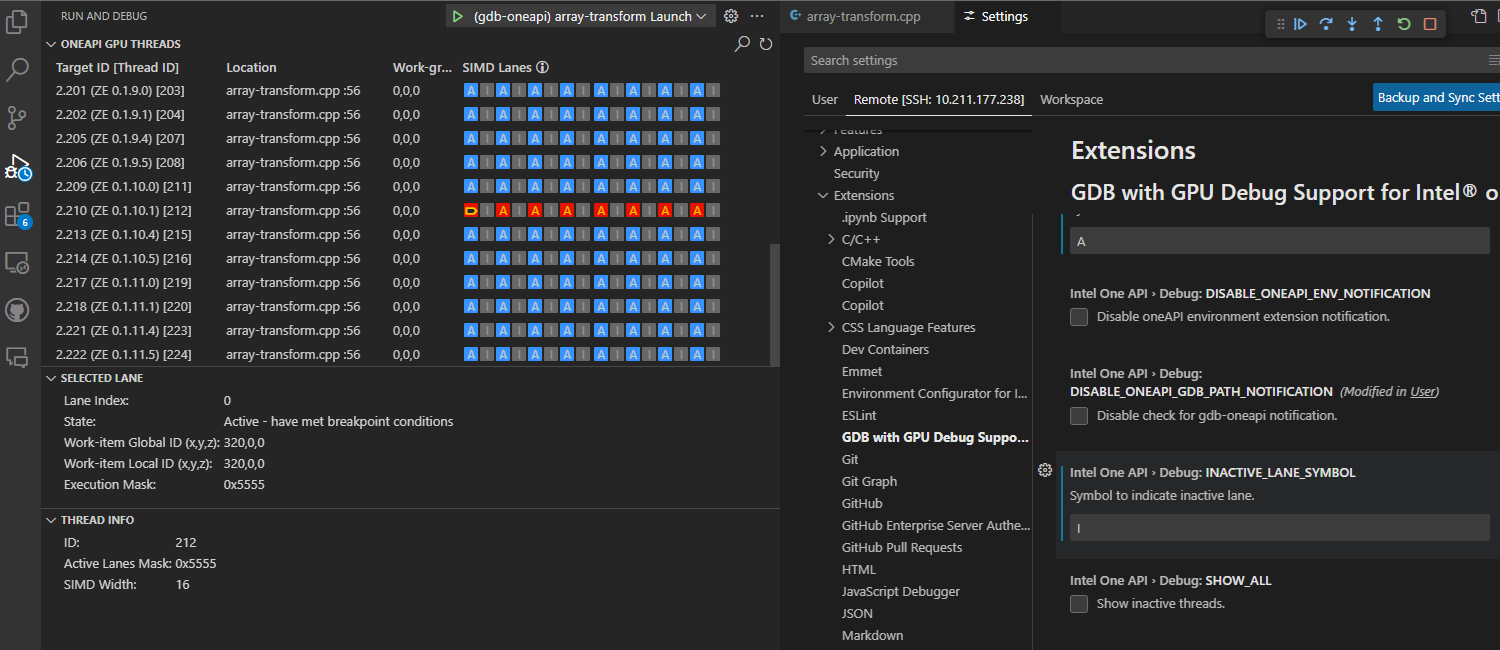 RUN AND DEBUG
(gdb-oneapi) array-transform Launch
ONEAPI GPU THREADS
Target ID [Thread ID] Location Work-gr... SIMD Lanes
2.201 (ZE 0.1.9.0) [203] array-transform.cpp :56 0,0,0 A I A I A I A I A I A I A I A I
2.202 (ZE 0.1.9.1) [204] array-transform.cpp :56 0,0,0 A I A I A I A I A I A I A I A I
2.205 (ZE 0.1.9.4) [207] array-transform.cpp :56 0,0,0 A I A I A I A I A I A I A I A I
2.206 (ZE 0.1.9.5) [208] array-transform.cpp :56 0,0,0 A I A I A I A I A I A I A I A I
2.209 (ZE 0.1.10.0) [211] array-transform.cpp :56 0,0,0 A I A I A I A I A I A I A I A I
2.210 (ZE 0.1.10.1) [212] array-transform.cpp :56 0,0,0 I A I A I A I A I A I A I A I
2.213 (ZE 0.1.10.4) [215] array-transform.cpp :56 0,0,0 A I A I A I A I A I A I A I A I
2.214 (ZE 0.1.10.5) [216] array-transform.cpp :56 0,0,0 A I A I A I A I A I A I A I A I
2.217 (ZE 0.1.11.0) [219] array-transform.cpp :56 0,0,0 A I A I A I A I A I A I A I A I
2.218 (ZE 0.1.11.1) [220] array-transform.cpp :56 0,0,0 A I A I A I A I A I A I A I A I
2.221 (ZE 0.1.11.4) [223] array-transform.cpp :56 0,0,0 A I A I A I A I A I A I A I A I
2.222 (ZE 0.1.11.5) [224] array-transform.cpp :56 0,0,0 A I A I A I A I A I A I A I A I
6
SELECTED LANE
Lane Index: 0
State: Active - have met breakpoint conditions
Work-item Global ID (x,y,z): 320,0,0
Work-item Local ID (x,y,z): 320,0,0
Execution Mask: 0x5555
THREAD INFO
ID: 212
Active Lanes Mask: 0x5555
SIMD Width: 16
array-transform.cpp
Settings
Search settings
User Remote [SSH: 10.211.177.238] Workspace
Backup and Sync Sett
Features
Application
Security
Extensions
.ipynb Support
C/C++
CMake Tools
Copilot
Copilot
CSS Language Features
Dev Containers
Emmet
Environment Configurator for I...
ESLint
GDB with GPU Debug Suppo...
Git
Git Graph
GitHub
GitHub Enterprise Server Authe...
GitHub Pull Requests
HTML
JavaScript Debugger
JSON
Markdown
Extensions
GDB with GPU Debug Support for Intel® o
A
Intel One API › Debug: DISABLE_ONEAPI_ENV_NOTIFICATION
Disable oneAPI environment extension notification.
Intel One API › Debug:
DISABLE_ONEAPI_GDB_PATH_NOTIFICATION (Modified in User)
Disable check for gdb-oneapi notification.
Intel One API › Debug: INACTIVE_LANE_SYMBOL
Symbol to indicate inactive lane.
I
Intel One API › Debug: SHOW_ALL
Show inactive threads.